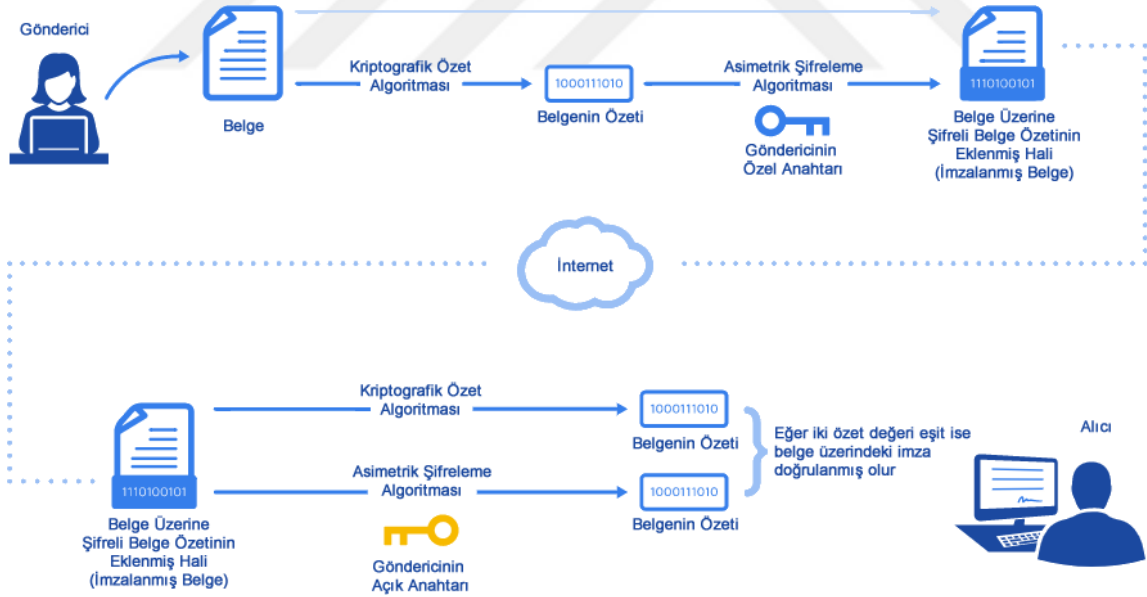 Gönderici
Kriptografik Özet
Algoritması
Asimetrik Şifreleme
Algoritması
1000111010
1110100101
Belge
Belgenin Özeti
Göndericinin
Özel Anahtarı
Belge Üzerine
Şifreli Belge Özetinin
Eklenmiş Hali
(İmzalanmış Belge)
İnternet
Kriptografik Özet
Algoritması
1000111010
Belgenin Özeti
Eğer iki özet değeri eşit ise
belge üzerindeki imza
doğrulanmış olur
Alıcı
Asimetrik Şifreleme
Algoritması
1110100101
1000111010
Belgenin Özeti
Belge Üzerine
Şifreli Belge Özetinin
Eklenmiş Hali
(İmzalanmış Belge)
Göndericinin
Açık Anahtarı